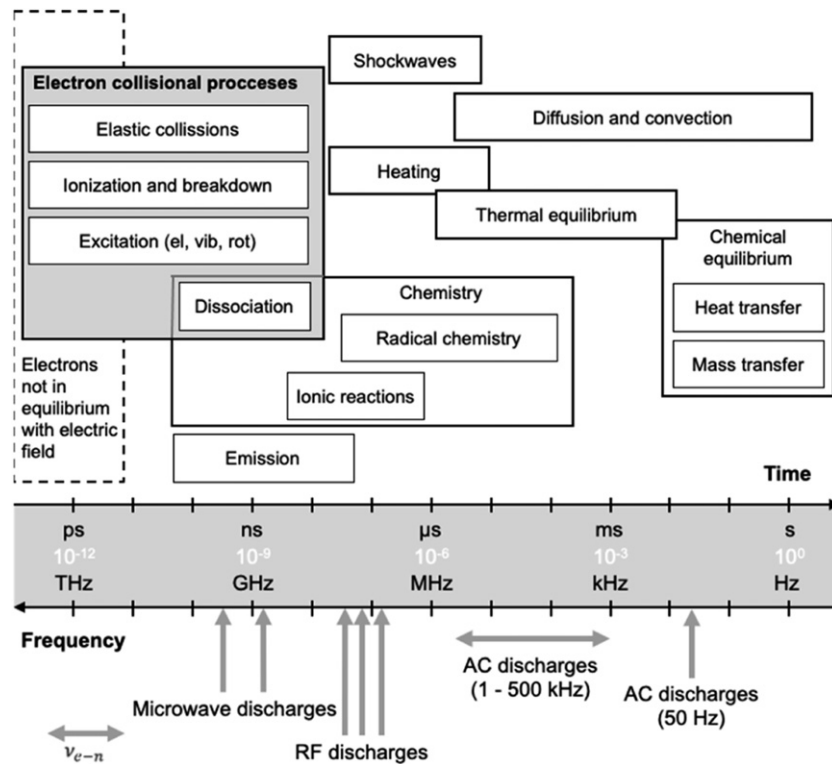 Shockwaves
Electron collisional procceses
Diffusion and convection
Elastic collissions
Heating
Ionization and breakdown
Thermal equilibrium
Excitation (el, vib, rot)
Chemical
equilibrium
Dissociation
Chemistry
Heat transfer
Radical chemistry
Mass transfer
Electrons
not in
equilibrium
with electric
field
Ionic reactions
Emission
Time
ps ns µs ms s
10⁻¹² 10⁻⁹ 10⁻⁶ 10⁻³ 10⁰
THz GHz MHz kHz Hz
Frequency
Microwave discharges
AC discharges
(1 - 500 kHz)
AC discharges
(50 Hz)
RF discharges
νₑ₋ₙ